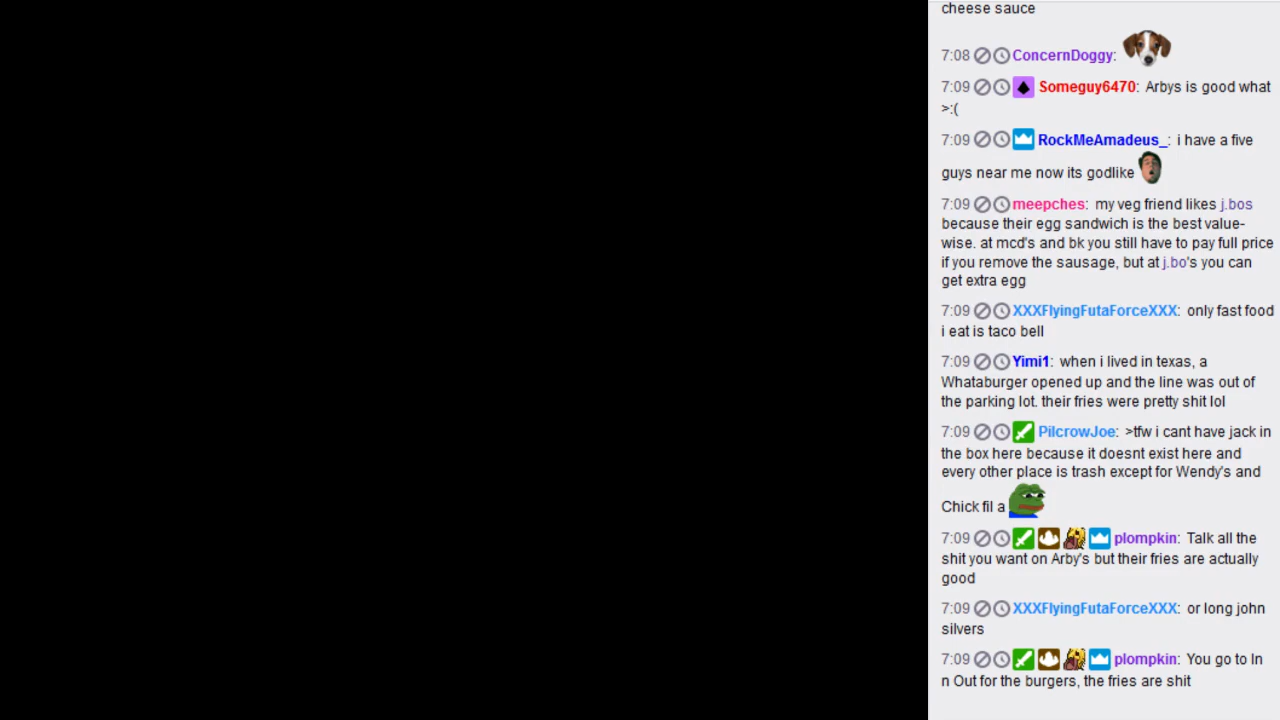 cheese sauce
7:08 ConcernDoggy:
7:09 Someguy6470: Arbys is good what
>:(
7:09 RockMeAmadeus_: i have a five
guys near me now its godlike
7:09 meepches: my veg friend likes j.bos
because their egg sandwich is the best value-
wise. at mcd's and bk you still have to pay full price
if you remove the sausage, but at j.bo's you can
get extra egg
7:09 XXXFlyingFutaForceXXX: only fast food
i eat is taco bell
7:09 Yimi1: when i lived in texas, a
Whataburger opened up and the line was out of
the parking lot. their fries were pretty shit lol
7:09 PilcrowJoe: >tfw i cant have jack in
the box here because it doesnt exist here and
every other place is trash except for Wendy's and
Chick fil a
7:09 plompkin: Talk all the
shit you want on Arby's but their fries are actually
good
7:09 XXXFlyingFutaForceXXX: or long john
silvers
7:09 plompkin: You go to In
n Out for the burgers, the fries are shit